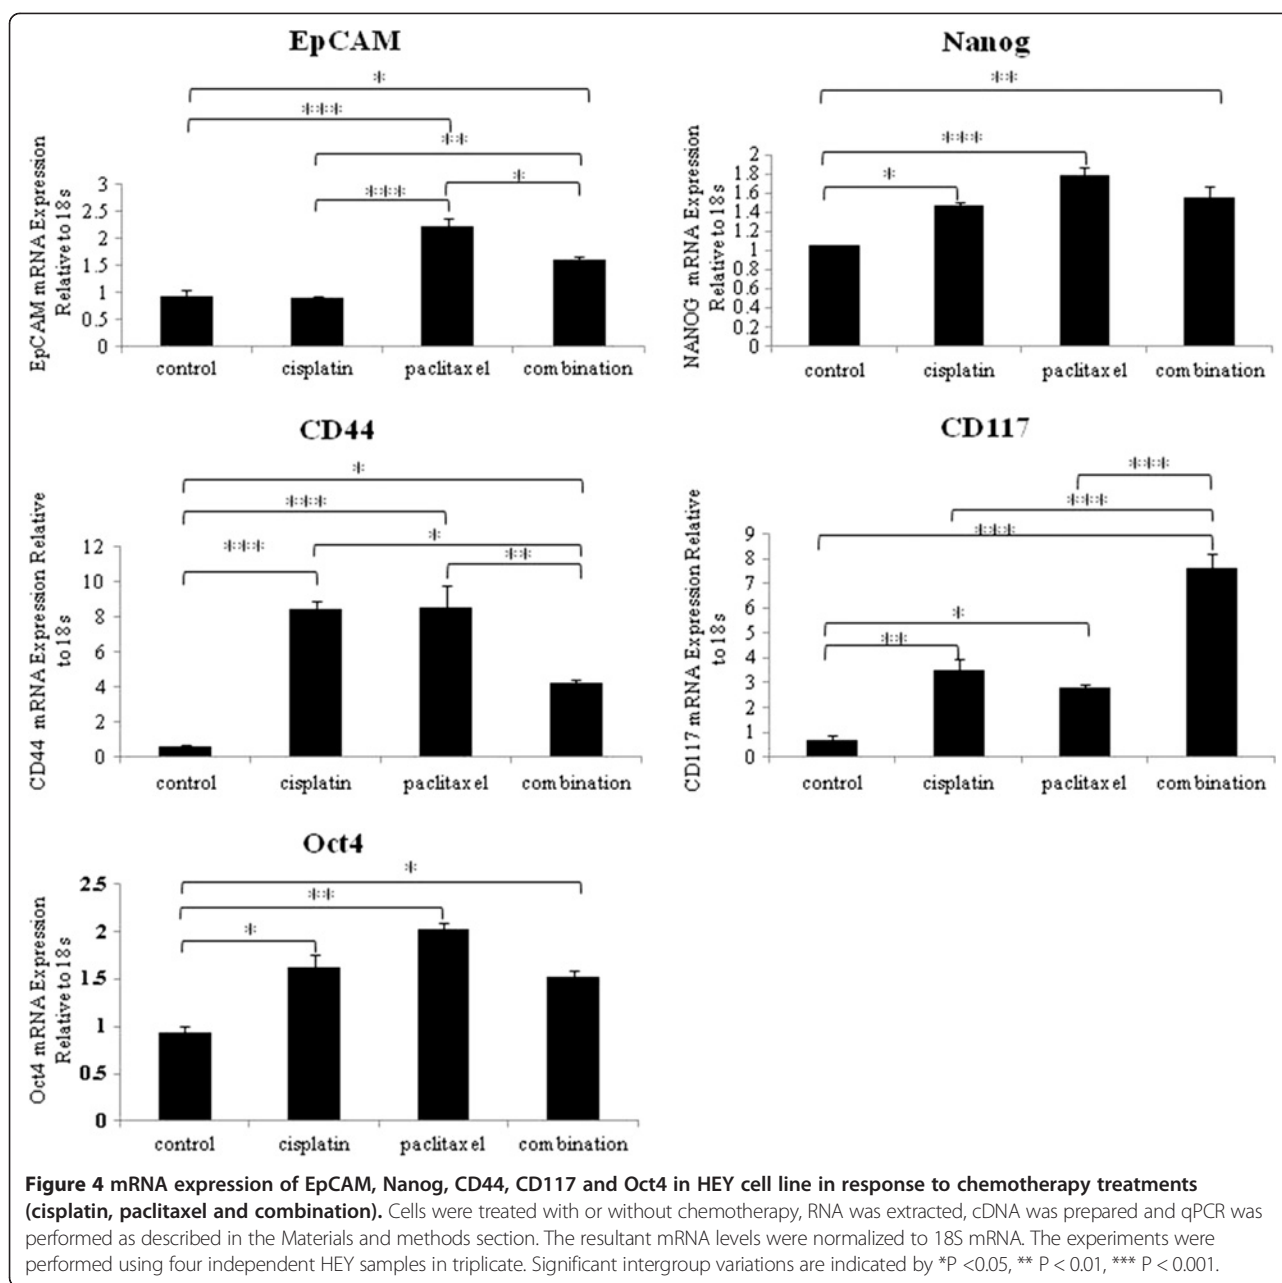 EpCAM
*
***
**
***
*
EpCAM mRNA Expression
Relative to 18s
3
2.5
2
1.5
1
0.5
0
control cisplatin paclitaxel combination
Nanog
**
***
*
NANOG mRNA Expression
Relative to 18s
2
1.8
1.6
1.4
1.2
1
0.8
0.6
0.4
0.2
0
control cisplatin paclitaxel combination
CD44
*
***
*
***
**
CD44 mRNA Expression Relative
to 18s
12
10
8
6
4
2
0
control cisplatin paclitaxel combination
CD117
***
***
***
*
**
CD117 mRNA Expression Relative
to 18s
9
8
7
6
5
4
3
2
1
0
control cisplatin paclitaxel combination
Oct4
*
**
*
Oct4 mRNA Expression
Relative to 18s
2.5
2
1.5
1
0.5
0
control cisplatin paclitaxel combination
Figure 4 mRNA expression of EpCAM, Nanog, CD44, CD117 and Oct4 in HEY cell line in response to chemotherapy treatments
(cisplatin, paclitaxel and combination). Cells were treated with or without chemotherapy, RNA was extracted, cDNA was prepared and qPCR was
performed as described in the Materials and methods section. The resultant mRNA levels were normalized to 18S mRNA. The experiments were
performed using four independent HEY samples in triplicate. Significant intergroup variations are indicated by *P <0.05, ** P < 0.01, *** P < 0.001.